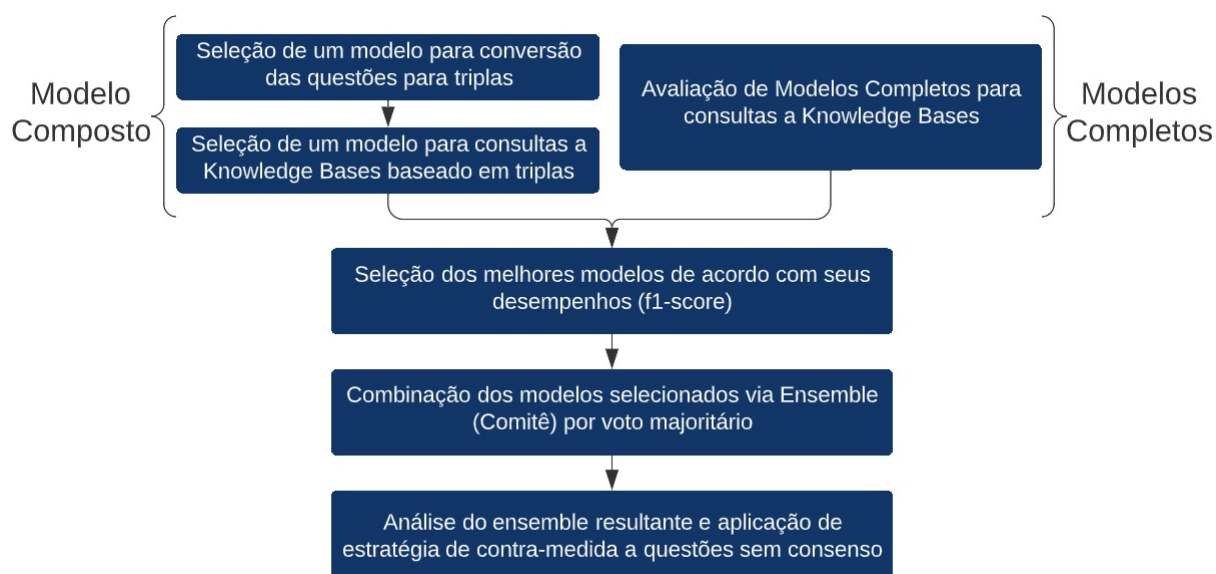 Modelo
Composto
Seleção de um modelo para conversão
das questões para triplas
Seleção de um modelo para consultas a
Knowledge Bases baseado em triplas
Avaliação de Modelos Completos para
consultas a Knowledge Bases
Modelos
Completos
Seleção dos melhores modelos de acordo com seus
desempenhos (f1-score)
Combinação dos modelos selecionados via Ensemble
(Comitê) por voto majoritário
Análise do ensemble resultante e aplicação de
estratégia de contra-medida a questões sem consenso